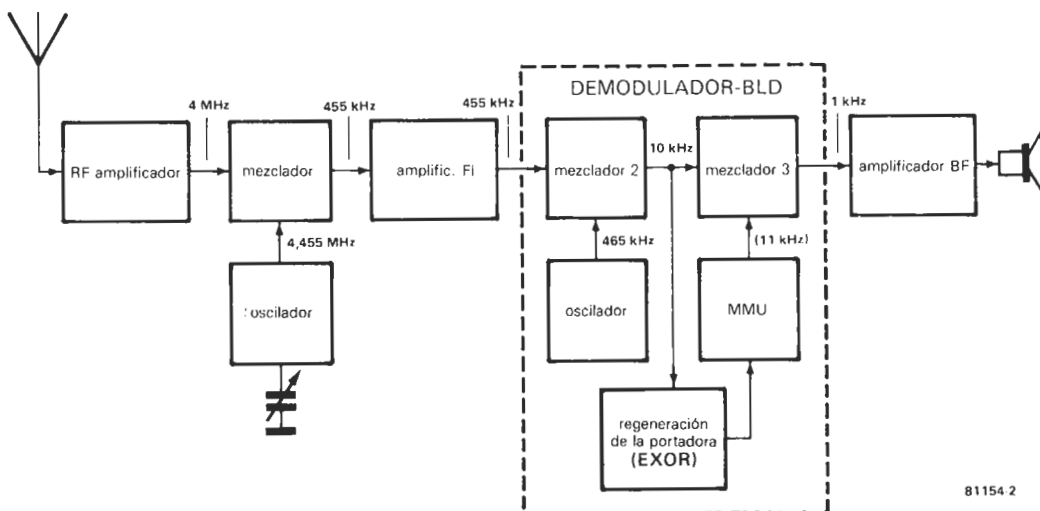 DEMODULADOR-BLD
4 MHz
455 kHz
455 kHz
10 kHz
1 kHz
RF amplificador
mezclador
amplific. FI
mezclador 2
mezclador 3
amplificador BF
4,455 MHz
465 kHz
(11 kHz)
oscilador
oscilador
MMU
regeneración
de la portadora
(EXOR)
81154-2